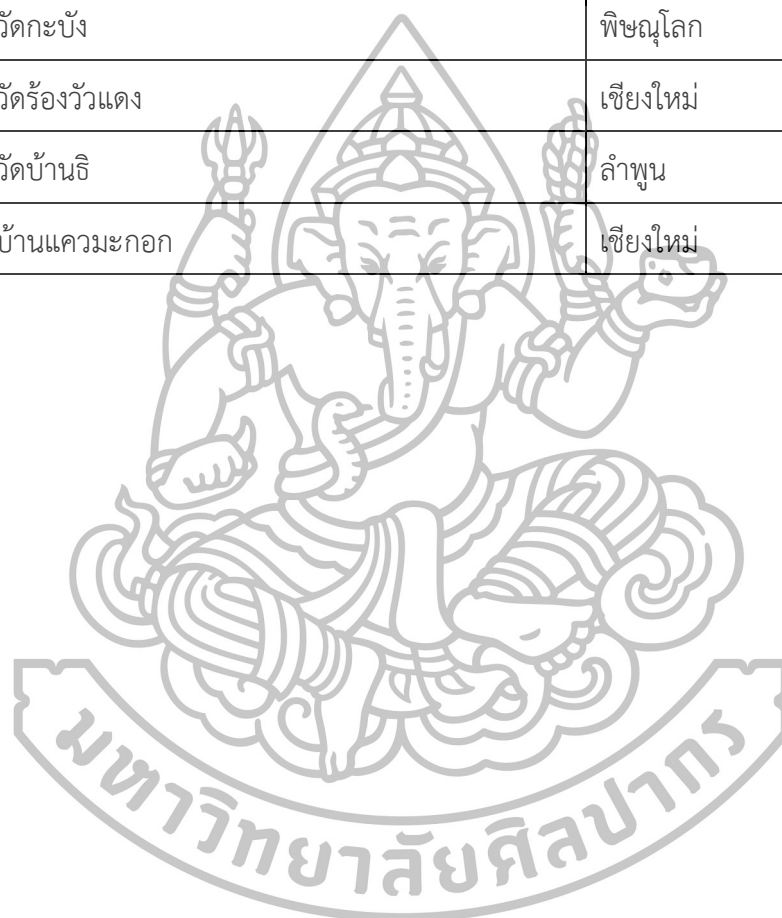 วัดกะบัง พิษณุโลก
วัดร้องวัวแดง เชียงใหม่
วัดบ้านธิ ลำพูน
บ้านแควมะกอก เชียงใหม่
มหาวิทยาลัยศิลปากร